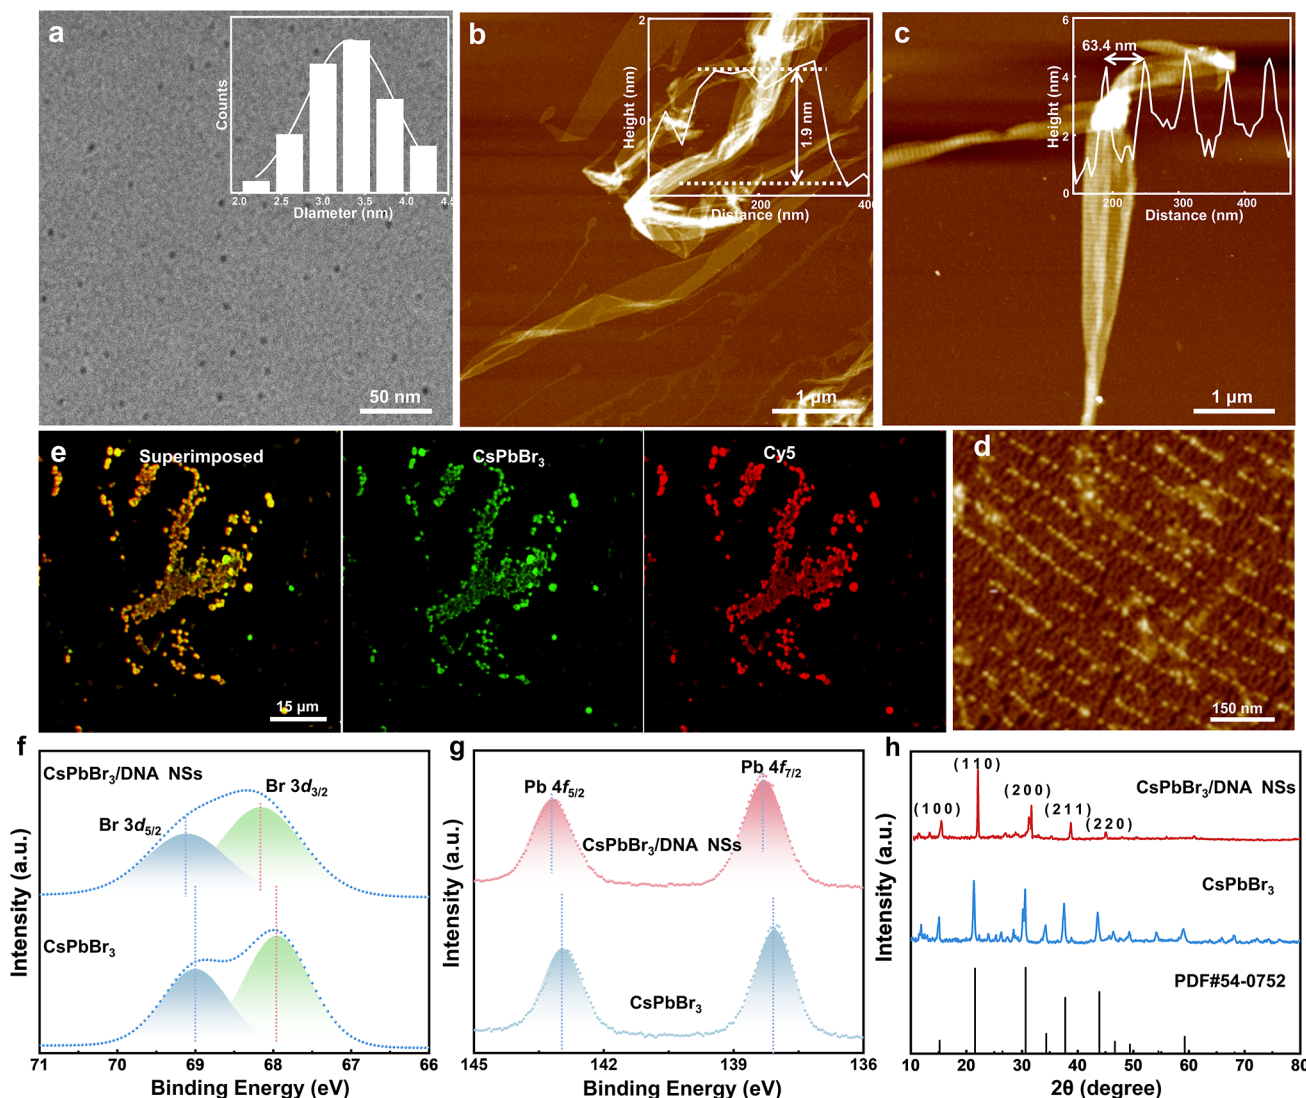 a
Counts
2.0 2.5 3.0 3.5 4.0 4.5
DIameter (nm)
50 nm
b
2
0
Height (nm)
1.9 nm
200
Distance (nm)
1 µm
c
6
4
2
0
63.4 nm
Height (nm)
200 300 400
Distance (nm)
1 µm
e
Superimposed
15 µm
CsPbBr3
Cy5
d
150 nm
f
CsPbBr3/DNA NSs
Br 3d3/2
Br 3d5/2
CsPbBr3
Intensity (a.u.)
71 70 69 68 67 66
Binding Energy (eV)
g
Pb 4f7/2
Pb 4f5/2
CsPbBr3/DNA NSs
CsPbBr3
Intensity (a.u.)
145 142 139 136
Binding Energy (eV)
h
(110)
(100)
(200)
(211)
(220)
CsPbBr3/DNA NSs
CsPbBr3
PDF#54-0752
Intensity (a.u.)
10 20 30 40 50 60 70 80
2θ (degree)